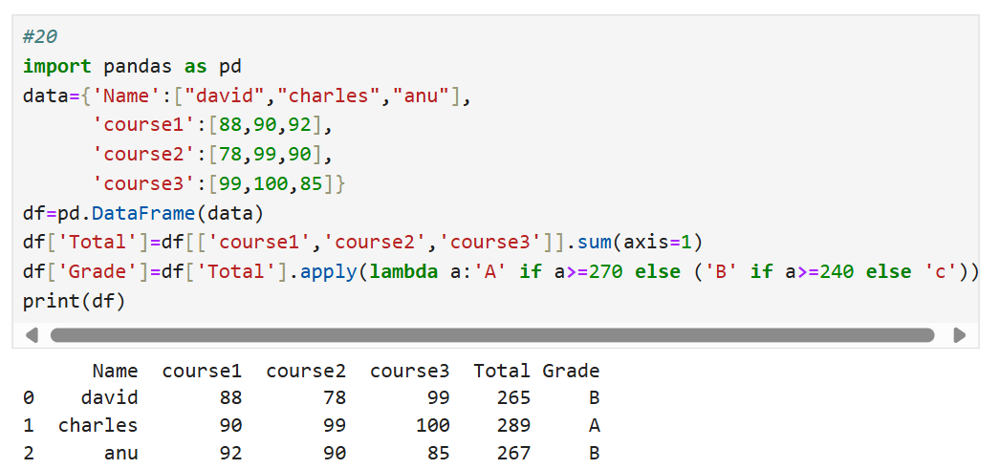 #20
import pandas as pd
data={'Name':["david","charles","anu"],
      'course1':[88,90,92],
      'course2':[78,99,90],
      'course3':[99,100,85]}
df=pd.DataFrame(data)
df['Total']=df[['course1','course2','course3']].sum(axis=1)
df['Grade']=df['Total'].apply(lambda a:'A' if a>=270 else ('B' if a>=240 else 'c'))
print(df)
      Name  course1  course2  course3  Total Grade
0    david       88       78       99    265     B
1  charles       90       99      100    289     A
2      anu       92       90       85    267     B